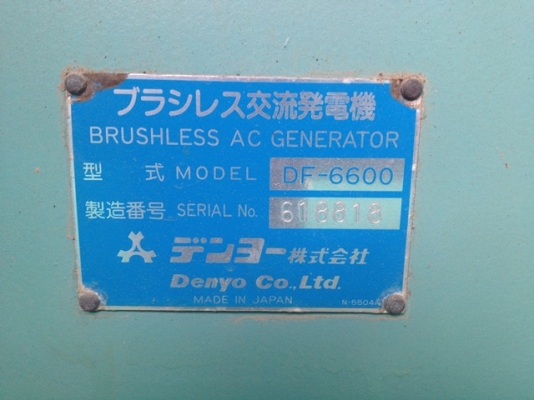 ブラシレス交流発電機
BRUSHLESS AC GENERATOR
型 式 MODEL DF-6600
製造番号 SERIAL No. 618818
デンヨー株式会社
Denyo Co., Ltd.
MADE IN JAPAN